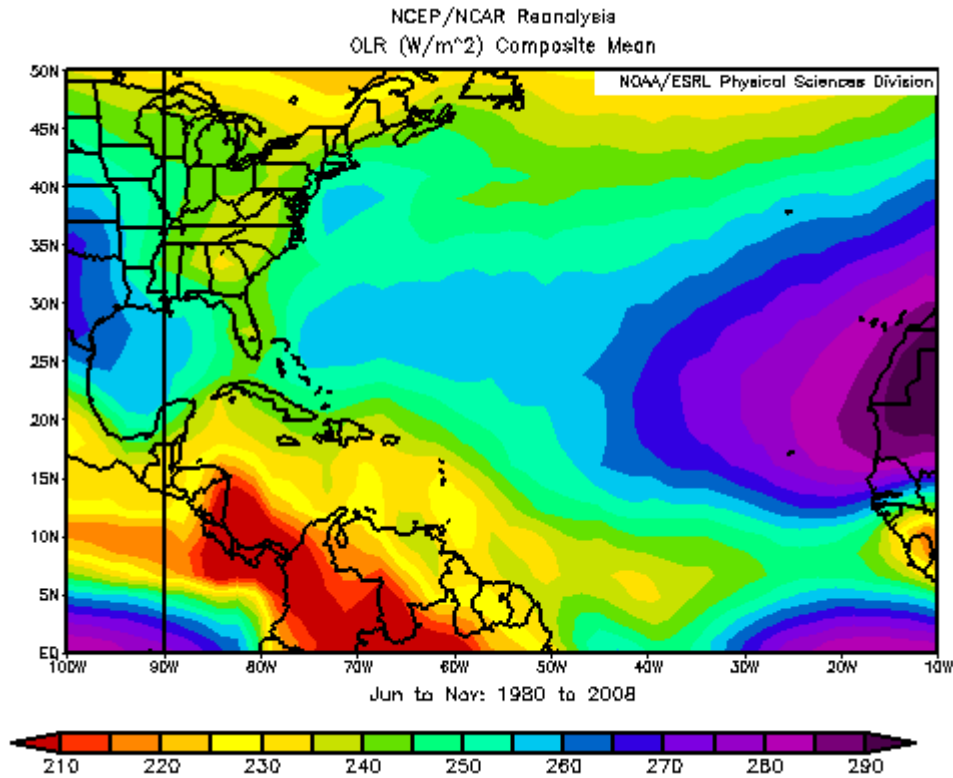 NCEP/NCAR Reanalysis
OLR (W/m^2) Composite Mean
NOAA/ESRL Physical Sciences Division
50N
45N
40N
35N
30N
25N
20N
15N
10N
5N
EQ
100W 90W 80W 70W 60W 50W 40W 30W 20W 10W
Jun to Nov: 1980 to 2008
210 220 230 240 250 260 270 280 290